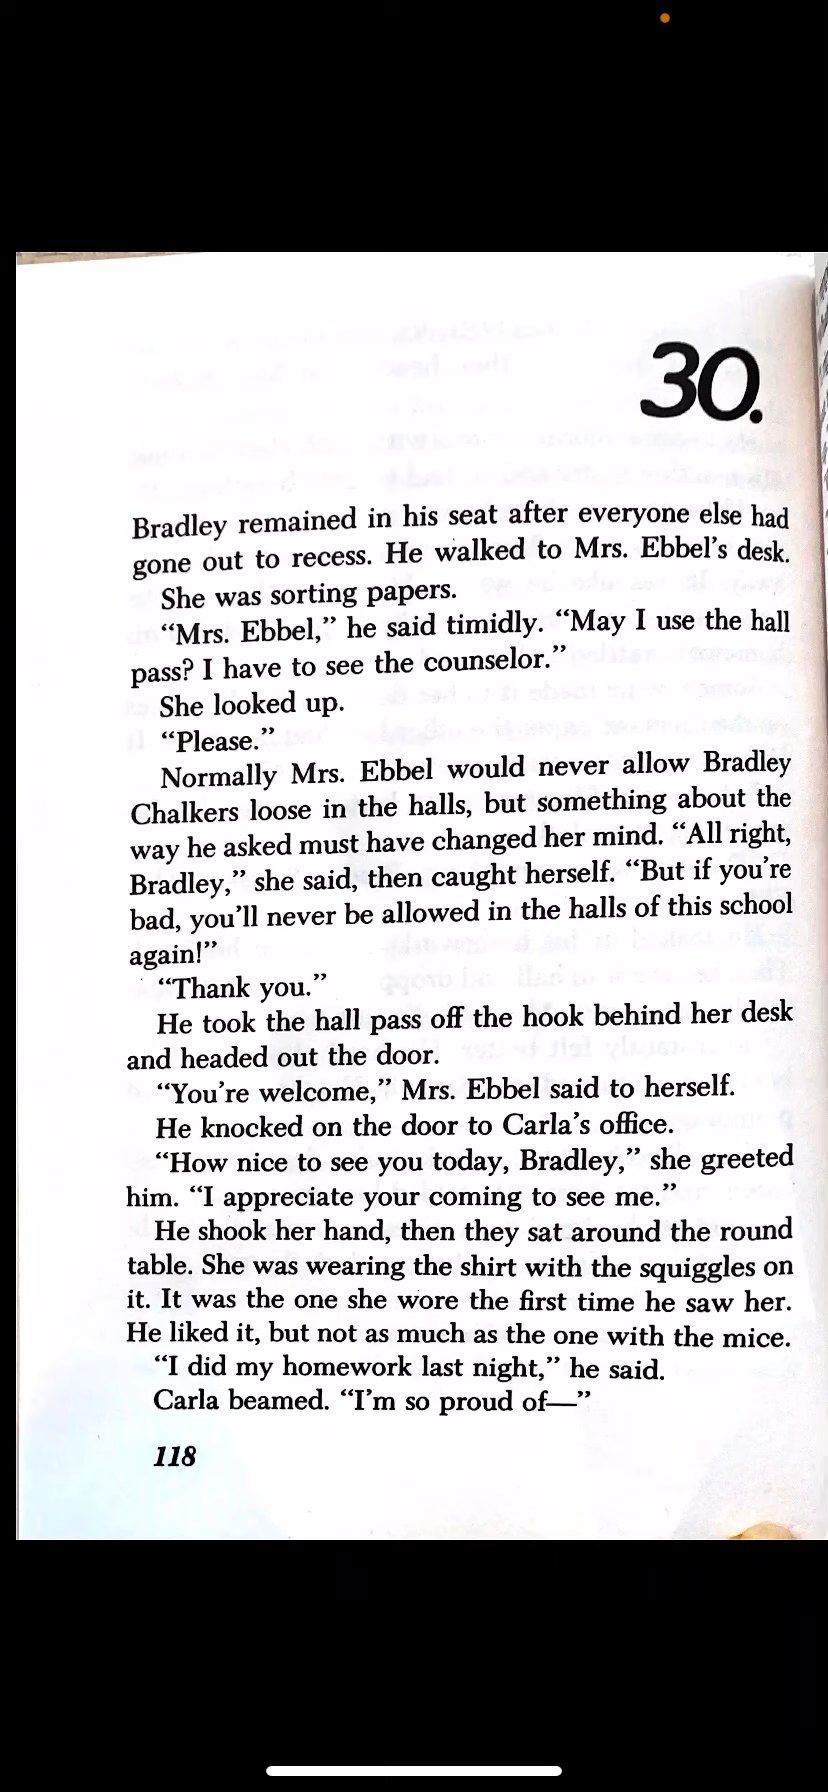 30.
Bradley remained in his seat after everyone else had
gone out to recess. He walked to Mrs. Ebbel’s desk.
She was sorting papers.
“Mrs. Ebbel,” he said timidly. “May I use the hall
pass? I have to see the counselor.”
She looked up.
“Please.”
Normally Mrs. Ebbel would never allow Bradley
Chalkers loose in the halls, but something about the
way he asked must have changed her mind. “All right,
Bradley,” she said, then caught herself. “But if you’re
bad, you’ll never be allowed in the halls of this school
again!”
“Thank you.”
He took the hall pass off the hook behind her desk
and headed out the door.
“You’re welcome,” Mrs. Ebbel said to herself.
He knocked on the door to Carla’s office.
“How nice to see you today, Bradley,” she greeted
him. “I appreciate your coming to see me.”
He shook her hand, then they sat around the round
table. She was wearing the shirt with the squiggles on
it. It was the one she wore the first time he saw her.
He liked it, but not as much as the one with the mice.
“I did my homework last night,” he said.
Carla beamed. “I’m so proud of—”
118